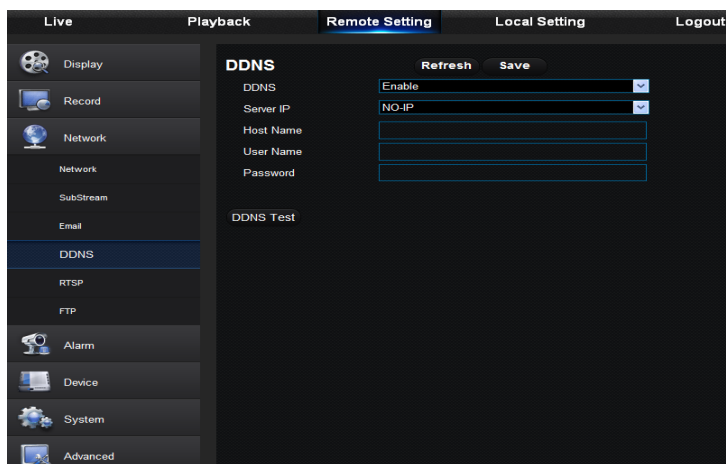 Live Playback Remote Setting Local Setting Logout
Display
Record
Network
Network
SubStream
Email
DDNS
RTSP
FTP
Alarm
Device
System
Advanced
DDNS Refresh Save
DDNS Enable
Server IP NO-IP
Host Name
User Name
Password
DDNS Test